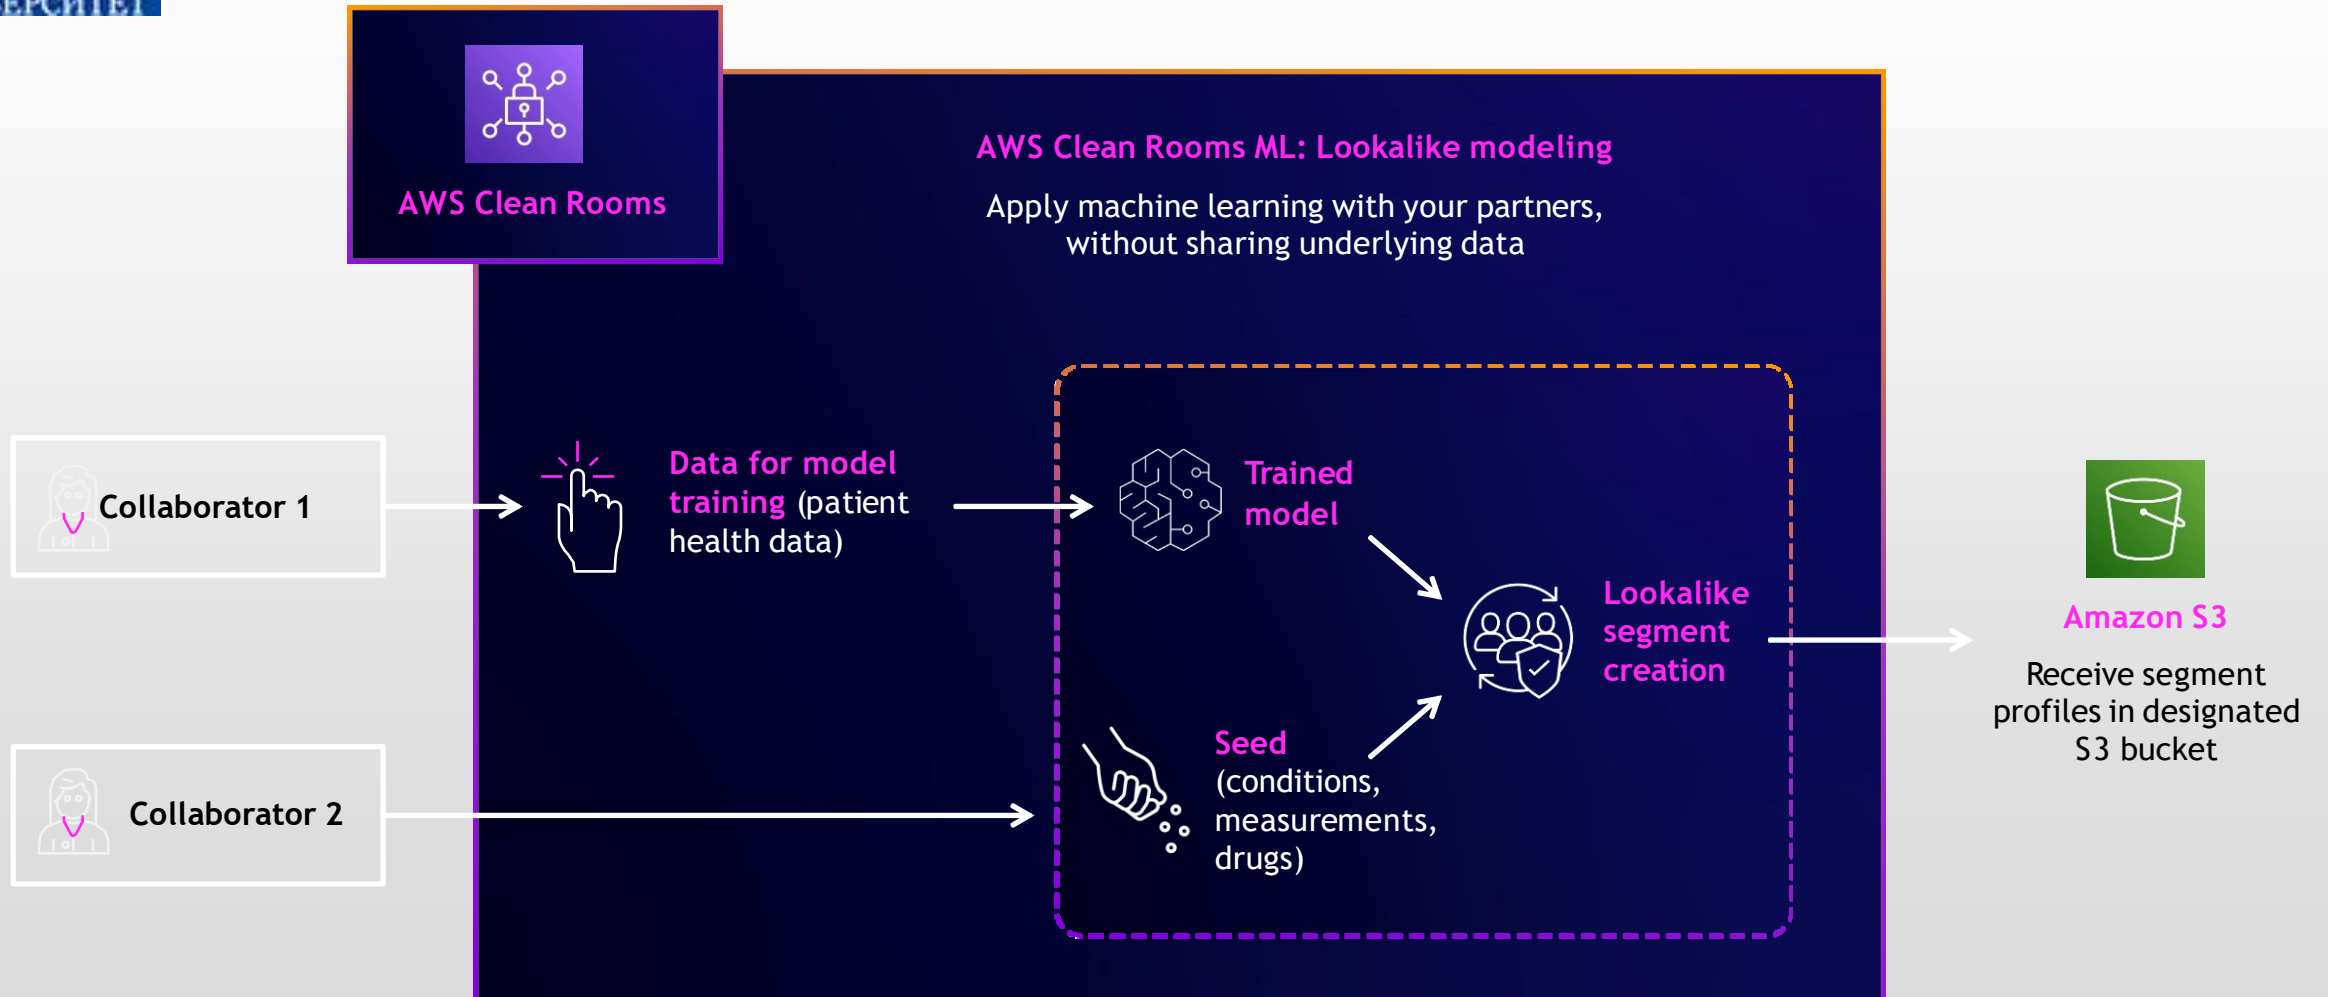 AWS Clean Rooms
AWS Clean Rooms ML: Lookalike modeling
Apply machine learning with your partners,
without sharing underlying data
Collaborator 1
Data for model
training (patient
health data)
Trained
model
Lookalike
segment
creation
Collaborator 2
Seed
(conditions,
measurements,
drugs)
Amazon S3
Receive segment
profiles in designated
S3 bucket